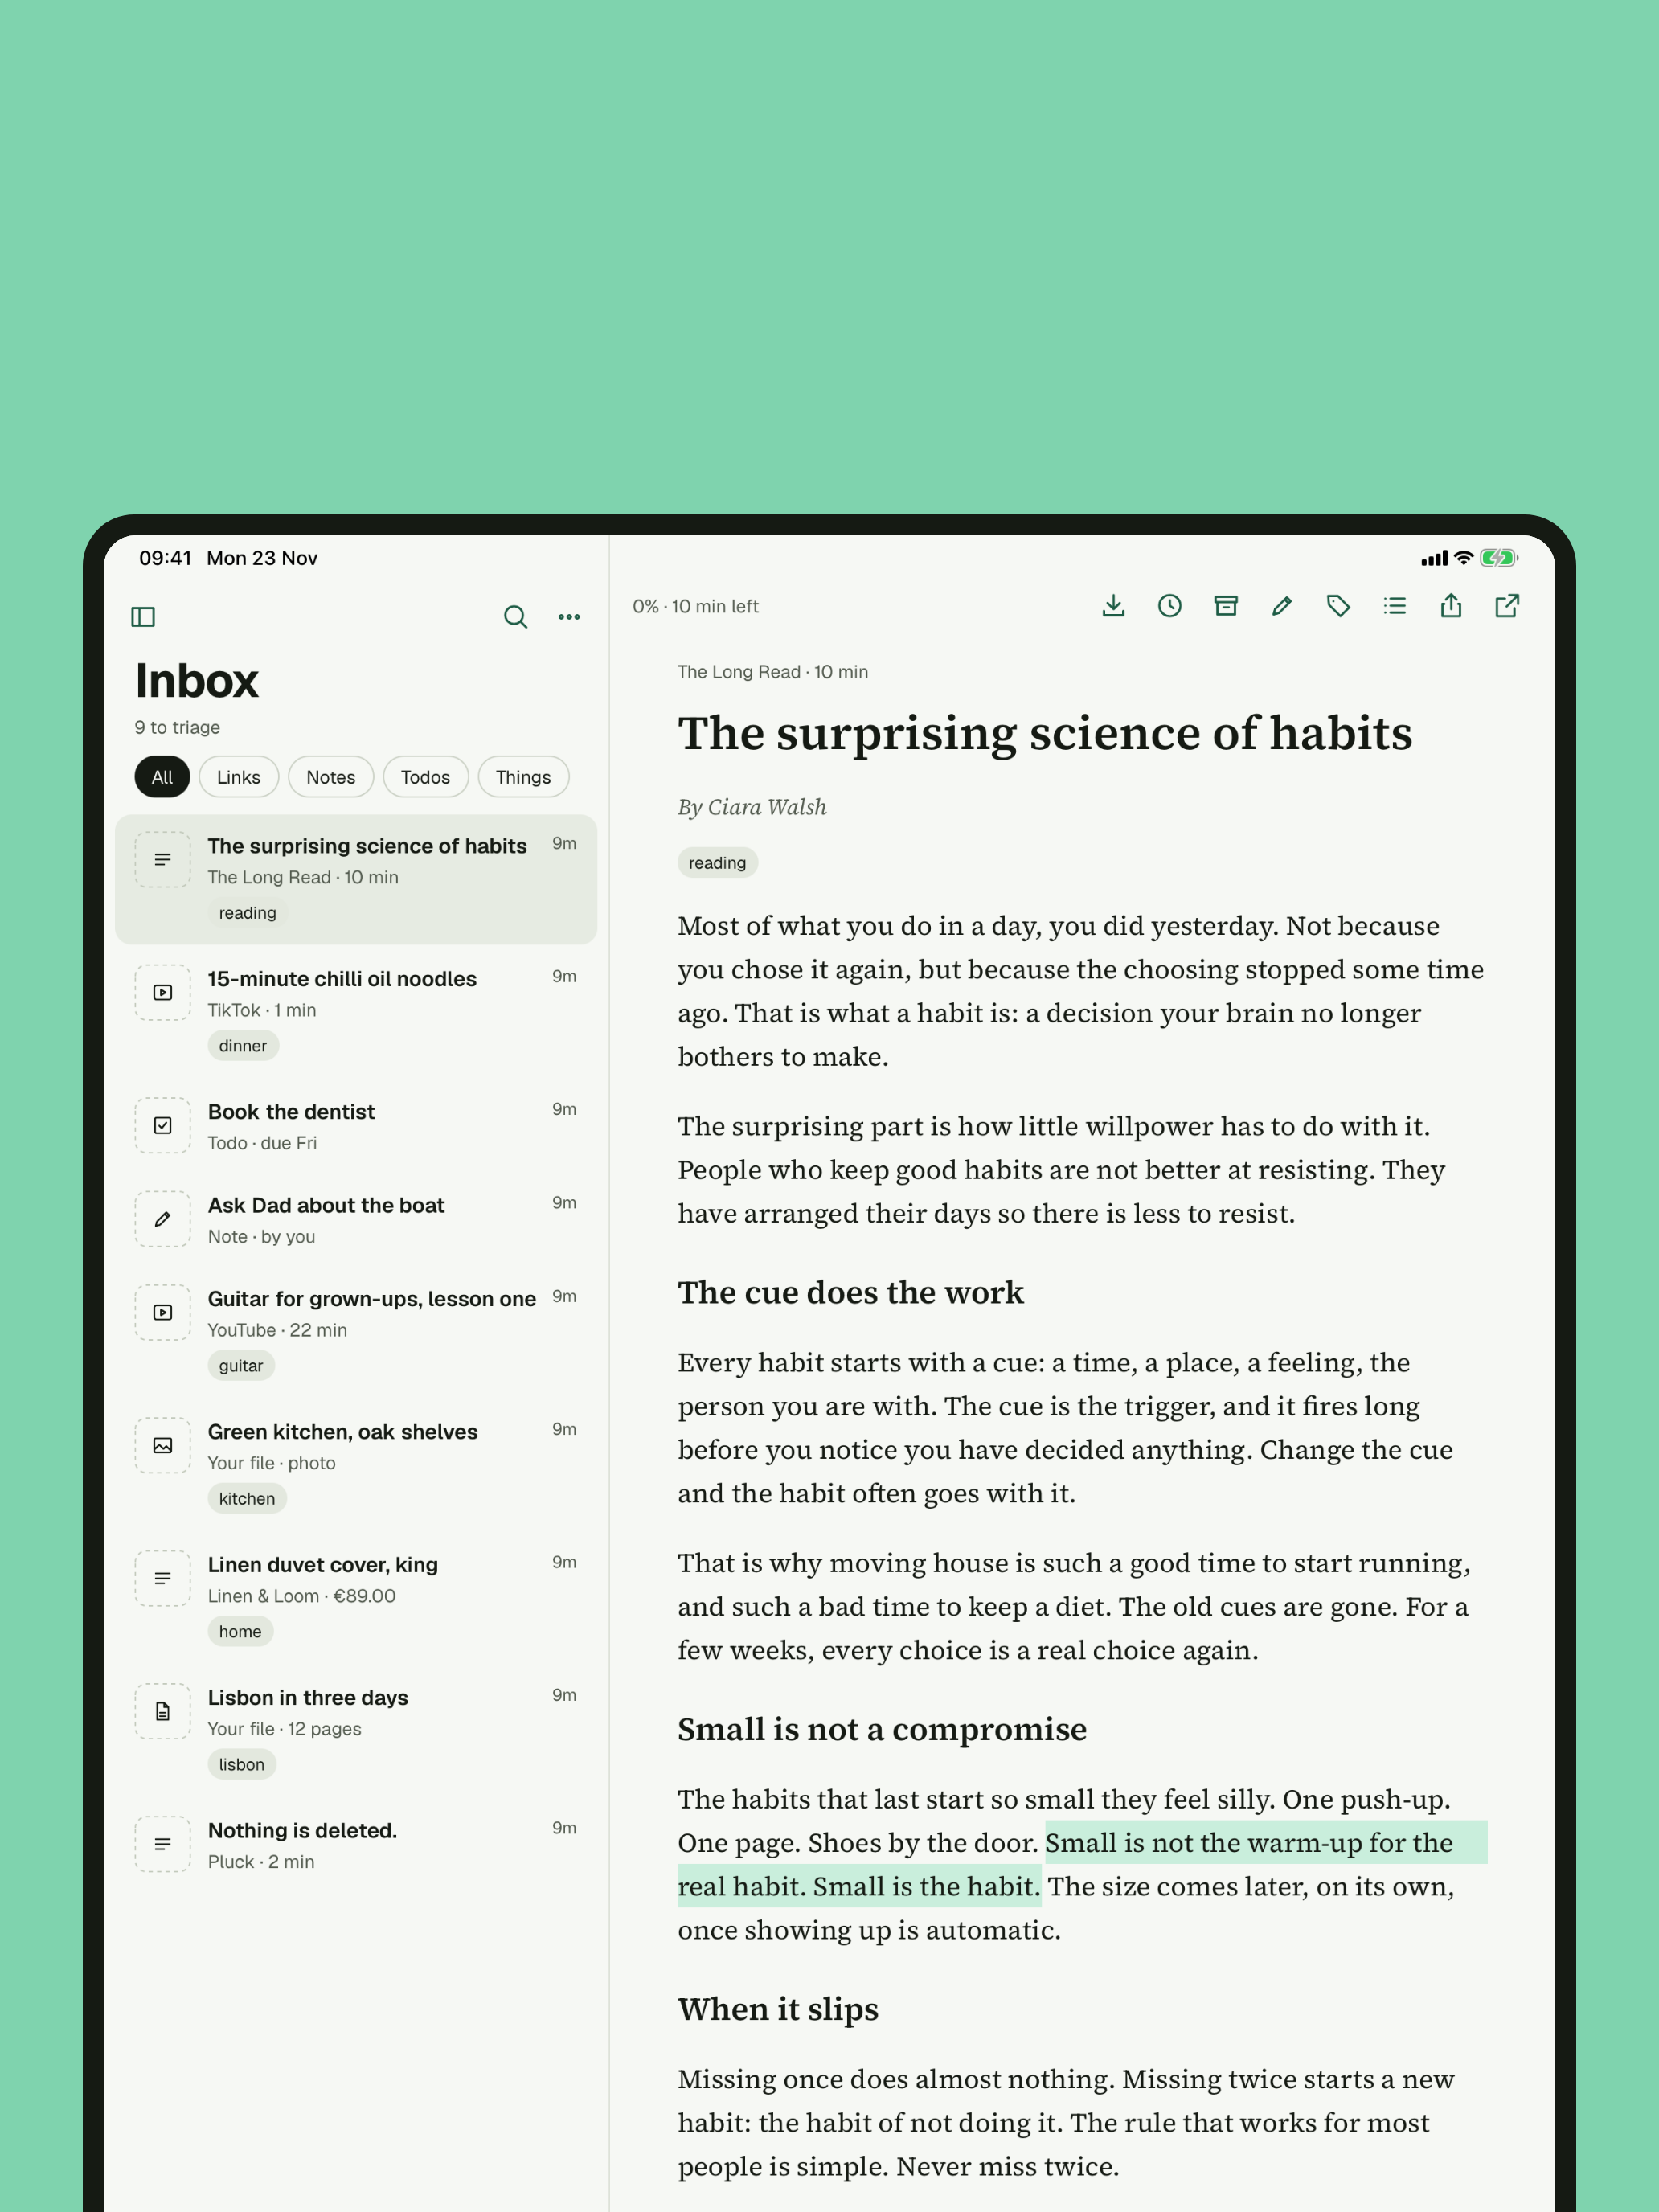 09:41 Mon 23 Nov
Inbox
9 to triage
All
Links
Notes
Todos
Things
The surprising science of habits
9m
The Long Read · 10 min
reading
15-minute chilli oil noodles
9m
TikTok · 1 min
dinner
Book the dentist
9m
Todo · due Fri
Ask Dad about the boat
9m
Note · by you
Guitar for grown-ups, lesson one
9m
YouTube · 22 min
guitar
Green kitchen, oak shelves
9m
Your file · photo
kitchen
Linen duvet cover, king
9m
Linen & Loom · €89.00
home
Lisbon in three days
9m
Your file · 12 pages
lisbon
Nothing is deleted.
9m
Pluck · 2 min
0% · 10 min left
The Long Read · 10 min
The surprising science of habits
By Ciara Walsh
reading
Most of what you do in a day, you did yesterday. Not because
you chose it again, but because the choosing stopped some time
ago. That is what a habit is: a decision your brain no longer
bothers to make.
The surprising part is how little willpower has to do with it.
People who keep good habits are not better at resisting. They
have arranged their days so there is less to resist.
The cue does the work
Every habit starts with a cue: a time, a place, a feeling, the
person you are with. The cue is the trigger, and it fires long
before you notice you have decided anything. Change the cue
and the habit often goes with it.
That is why moving house is such a good time to start running,
and such a bad time to keep a diet. The old cues are gone. For a
few weeks, every choice is a real choice again.
Small is not a compromise
The habits that last start so small they feel silly. One push-up.
One page. Shoes by the door. Small is not the warm-up for the
real habit. Small is the habit. The size comes later, on its own,
once showing up is automatic.
When it slips
Missing once does almost nothing. Missing twice starts a new
habit: the habit of not doing it. The rule that works for most
people is simple. Never miss twice.